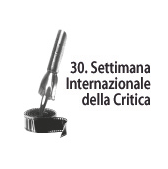 30. Settimana
Internazionale
della Critica